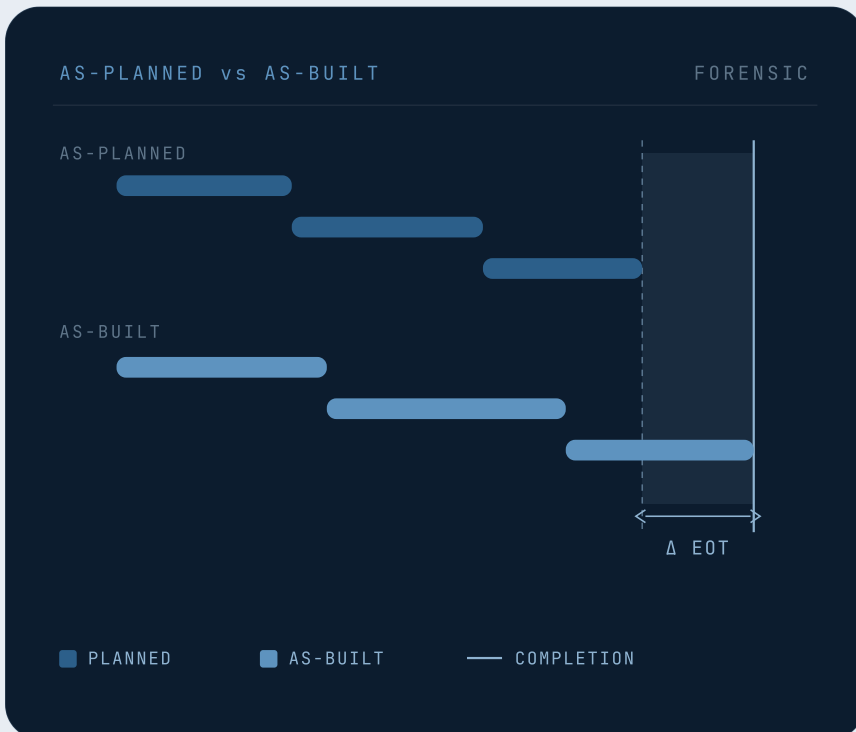 AS-PLANNED vs AS-BUILT
FORENSIC
AS-PLANNED
AS-BUILT
Δ EOT
PLANNED
AS-BUILT
COMPLETION